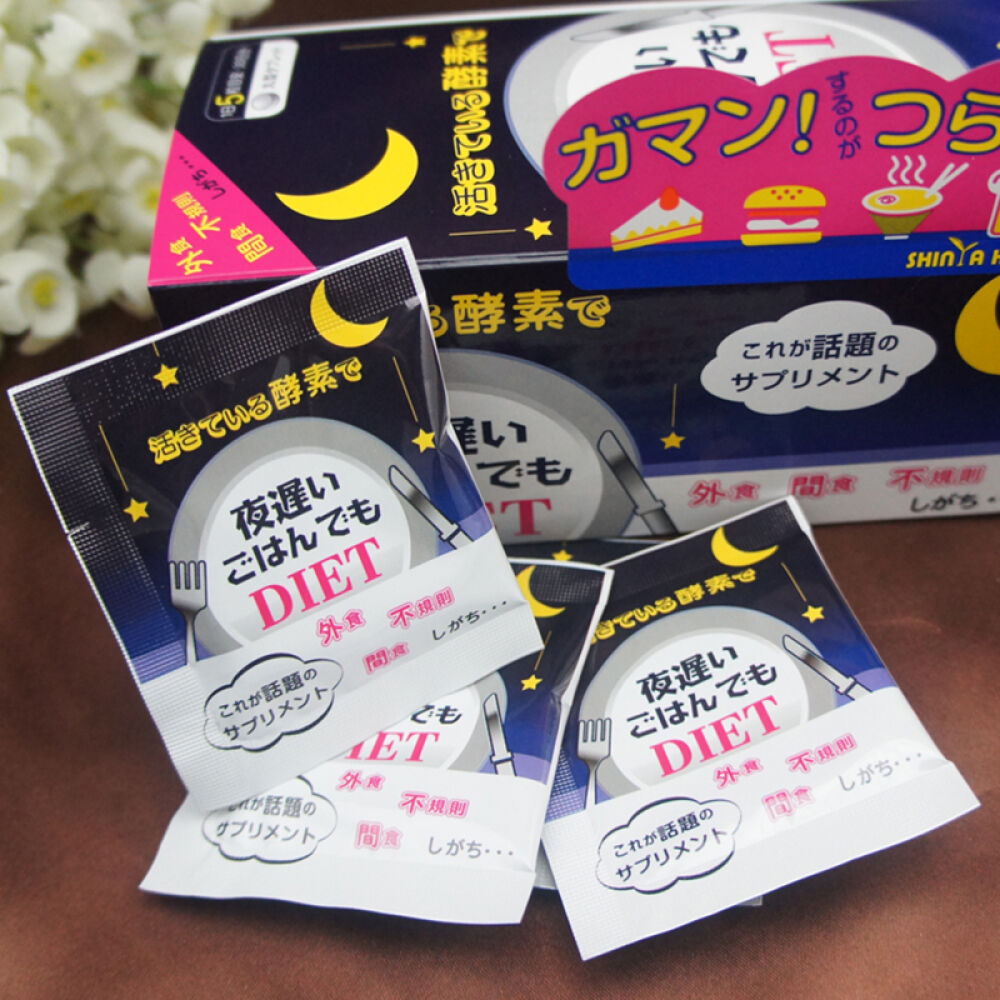 活きている酵素で
でも
ガマン!
するのが
つら
SHINYA H
外食
不規則
間食
しがち…
る酵素で
これが話題の
サプリメント
遅い
でも
ET
外食 間食 不規則
しがち
活きている酵素で
夜遅い
ごはんでも
DIET
外食 不規則
間食 しがち…
これが話題の
サプリメント
でも
IET
外食 不規則
間食 しがち…
これが話題の
サプリメント
活きている酵素で
夜遅い
ごはんでも
DIET
外食 不規則
間食 しがち…
これが話題の
サプリメント